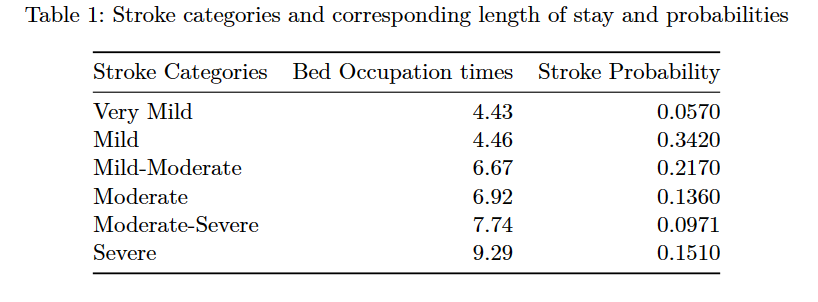 Table 1: Stroke categories and corresponding length of stay and probabilities
Stroke Categories Bed Occupation times Stroke Probability
Very Mild 4.43 0.0570
Mild 4.46 0.3420
Mild-Moderate 6.67 0.2170
Moderate 6.92 0.1360
Moderate-Severe 7.74 0.0971
Severe 9.29 0.1510